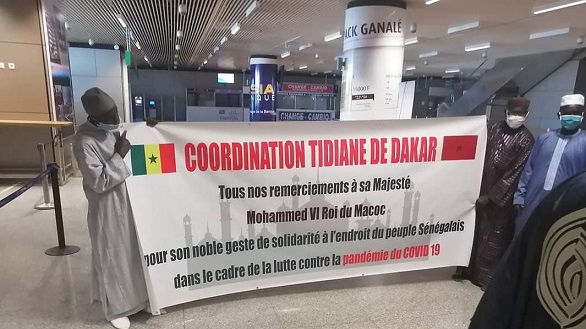 ACK GANALÉ
CHANGE
CHANGE - CAMBIO
COORDINATION TIDIANE DE DAKAR
Tous nos remerciements à sa Majesté
Mohammed VI Roi du Macoc
pour son noble geste de solidarité à l'endroit du peuple Sénégalais
dans le cadre de la lutte contre la pandémie du COVID 19